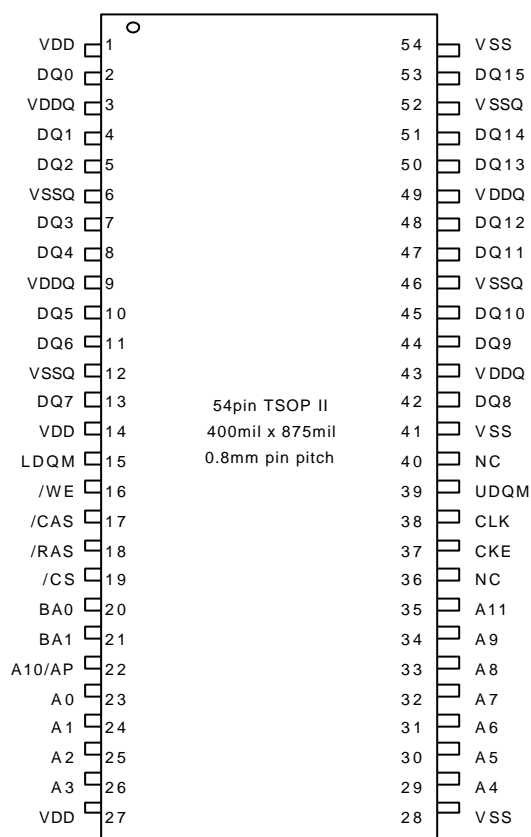 VDD 1 54 VSS
DQ0 2 53 DQ15
VDDQ 3 52 VSSQ
DQ1 4 51 DQ14
DQ2 5 50 DQ13
VSSQ 6 49 VDDQ
DQ3 7 48 DQ12
DQ4 8 47 DQ11
VDDQ 9 46 VSSQ
DQ5 10 45 DQ10
DQ6 11 44 DQ9
VSSQ 12 43 VDDQ
DQ7 13 42 DQ8
54pin TSOP II
VDD 14 41 VSS
400mil x 875mil
LDQM 15 40 NC
0.8mm pin pitch
/WE 16 39 UDQM
/CAS 17 38 CLK
/RAS 18 37 CKE
/CS 19 36 NC
BA0 20 35 A11
BA1 21 34 A9
A10/AP 22 33 A8
A0 23 32 A7
A1 24 31 A6
A2 25 30 A5
A3 26 29 A4
VDD 27 28 VSS